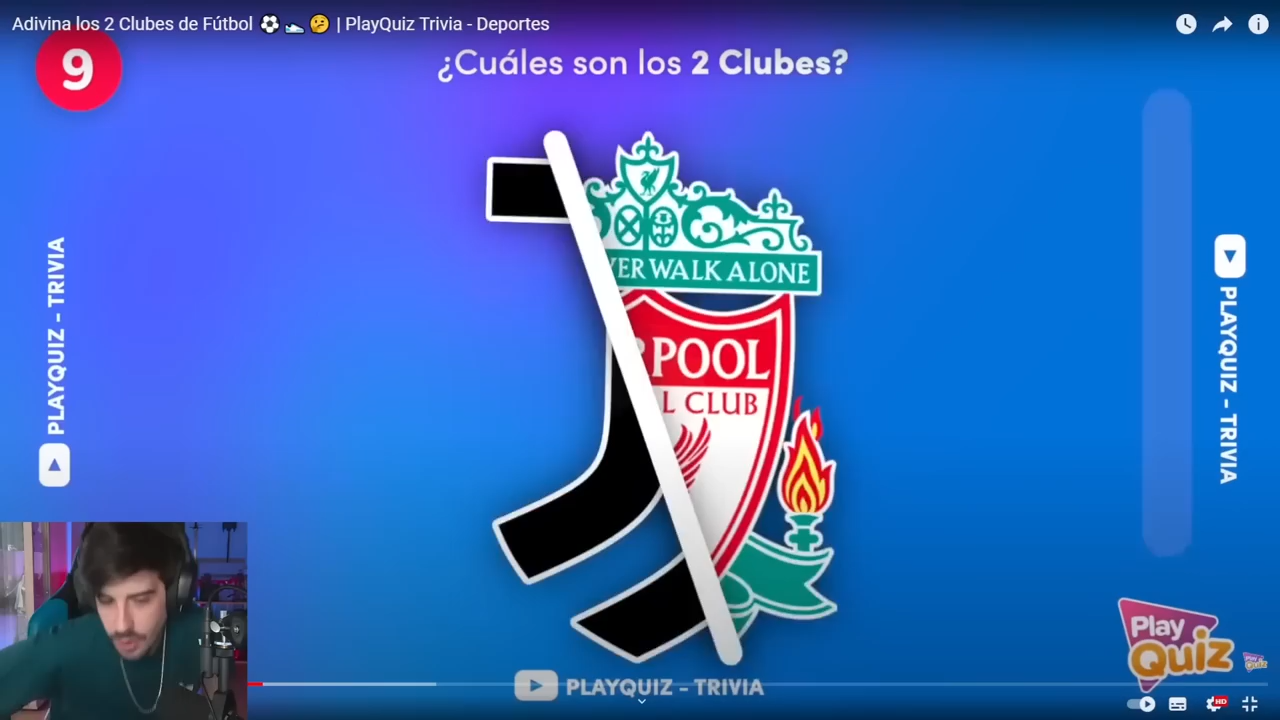 Adivina los 2 Clubes de Fútbol ⚽👟🤔 | PlayQuiz Trivia - Deportes
9
¿Cuáles son los 2 Clubes?
VER WALK ALONE
POOL
L CLUB
PLAYQUIZ - TRIVIA
PLAYQUIZ - TRIVIA
Play
Quiz
PLAYQUIZ - TRIVIA
HD